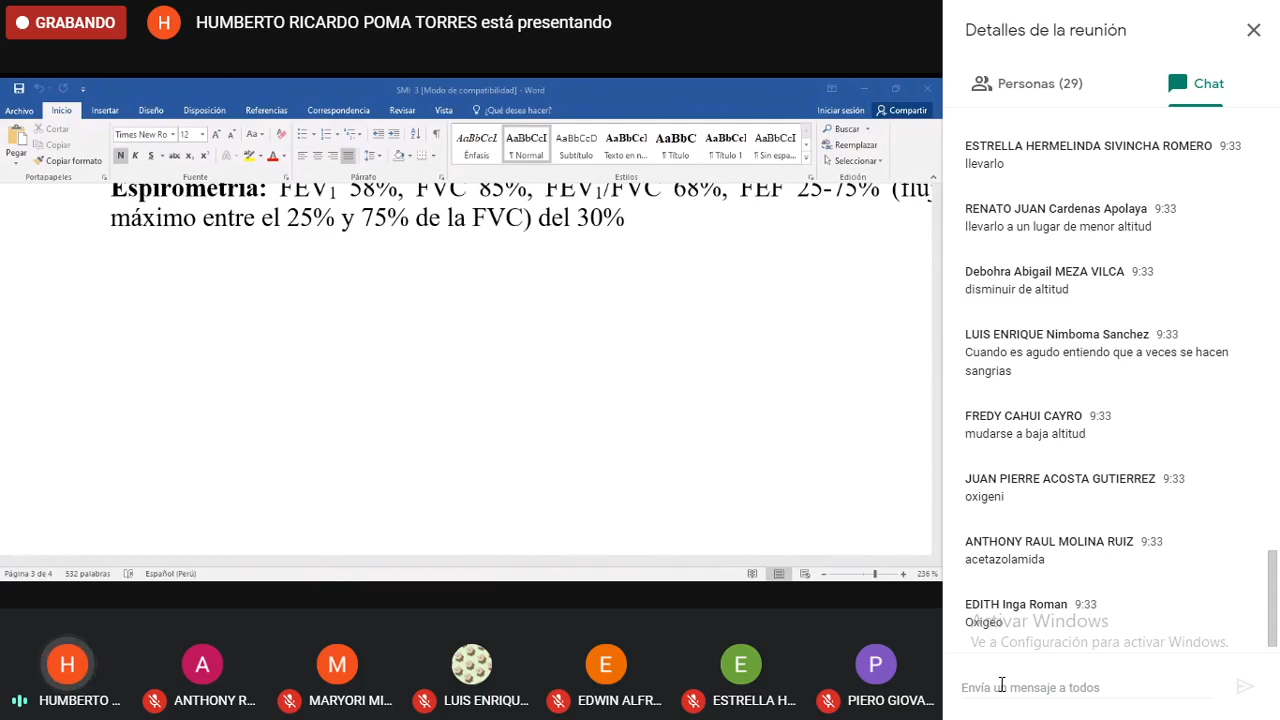 GRABANDO
H
HUMBERTO RICARDO POMA TORRES está presentando
SMI 3 [Modo de compatibilidad] - Word
Archivo Inicio Insertar Diseño Disposición Referencias Correspondencia Revisar Vista ¿Qué desea hacer? Iniciar sesión Compartir
Pegar
Cortar
Copiar
Copiar formato
Portapapeles
Times New Ro 12
Fuente
Párrafo
AaBbCcI Énfasis
AaBbCcI ¶ Normal
AaBbCcD Subtítulo
AaBbCcI Texto en n...
AaBbC ¶ Título
AaBbCcI ¶ Título 1
AaBbCcI ¶ Sin espa...
Estilos
Buscar
Reemplazar
Seleccionar
Edición
Espirometría: FEV1 58%, FVC 85%, FEV1/FVC 68%, FEF 25-75% (fluj
máximo entre el 25% y 75% de la FVC) del 30%
Página 3 de 4 532 palabras Español (Perú) 236 %
H
HUMBERTO ...
A
ANTHONY R...
M
MARYORI MI...
LUIS ENRIQU...
E
EDWIN ALFR...
E
ESTRELLA H...
P
PIERO GIOVA...
Detalles de la reunión
Personas (29) Chat
ESTRELLA HERMELINDA SIVINCHA ROMERO 9:33
llevarlo
RENATO JUAN Cardenas Apolaya 9:33
llevarlo a un lugar de menor altitud
Debohra Abigail MEZA VILCA 9:33
disminuir de altitud
LUIS ENRIQUE Nimboma Sanchez 9:33
Cuando es agudo entiendo que a veces se hacen
sangrias
FREDY CAHUI CAYRO 9:33
mudarse a baja altitud
JUAN PIERRE ACOSTA GUTIERREZ 9:33
oxigeni
ANTHONY RAUL MOLINA RUIZ 9:33
acetazolamida
EDITH Inga Roman 9:33
Oxigeo
Activar Windows
Ve a Configuración para activar Windows.
Envía un mensaje a todos